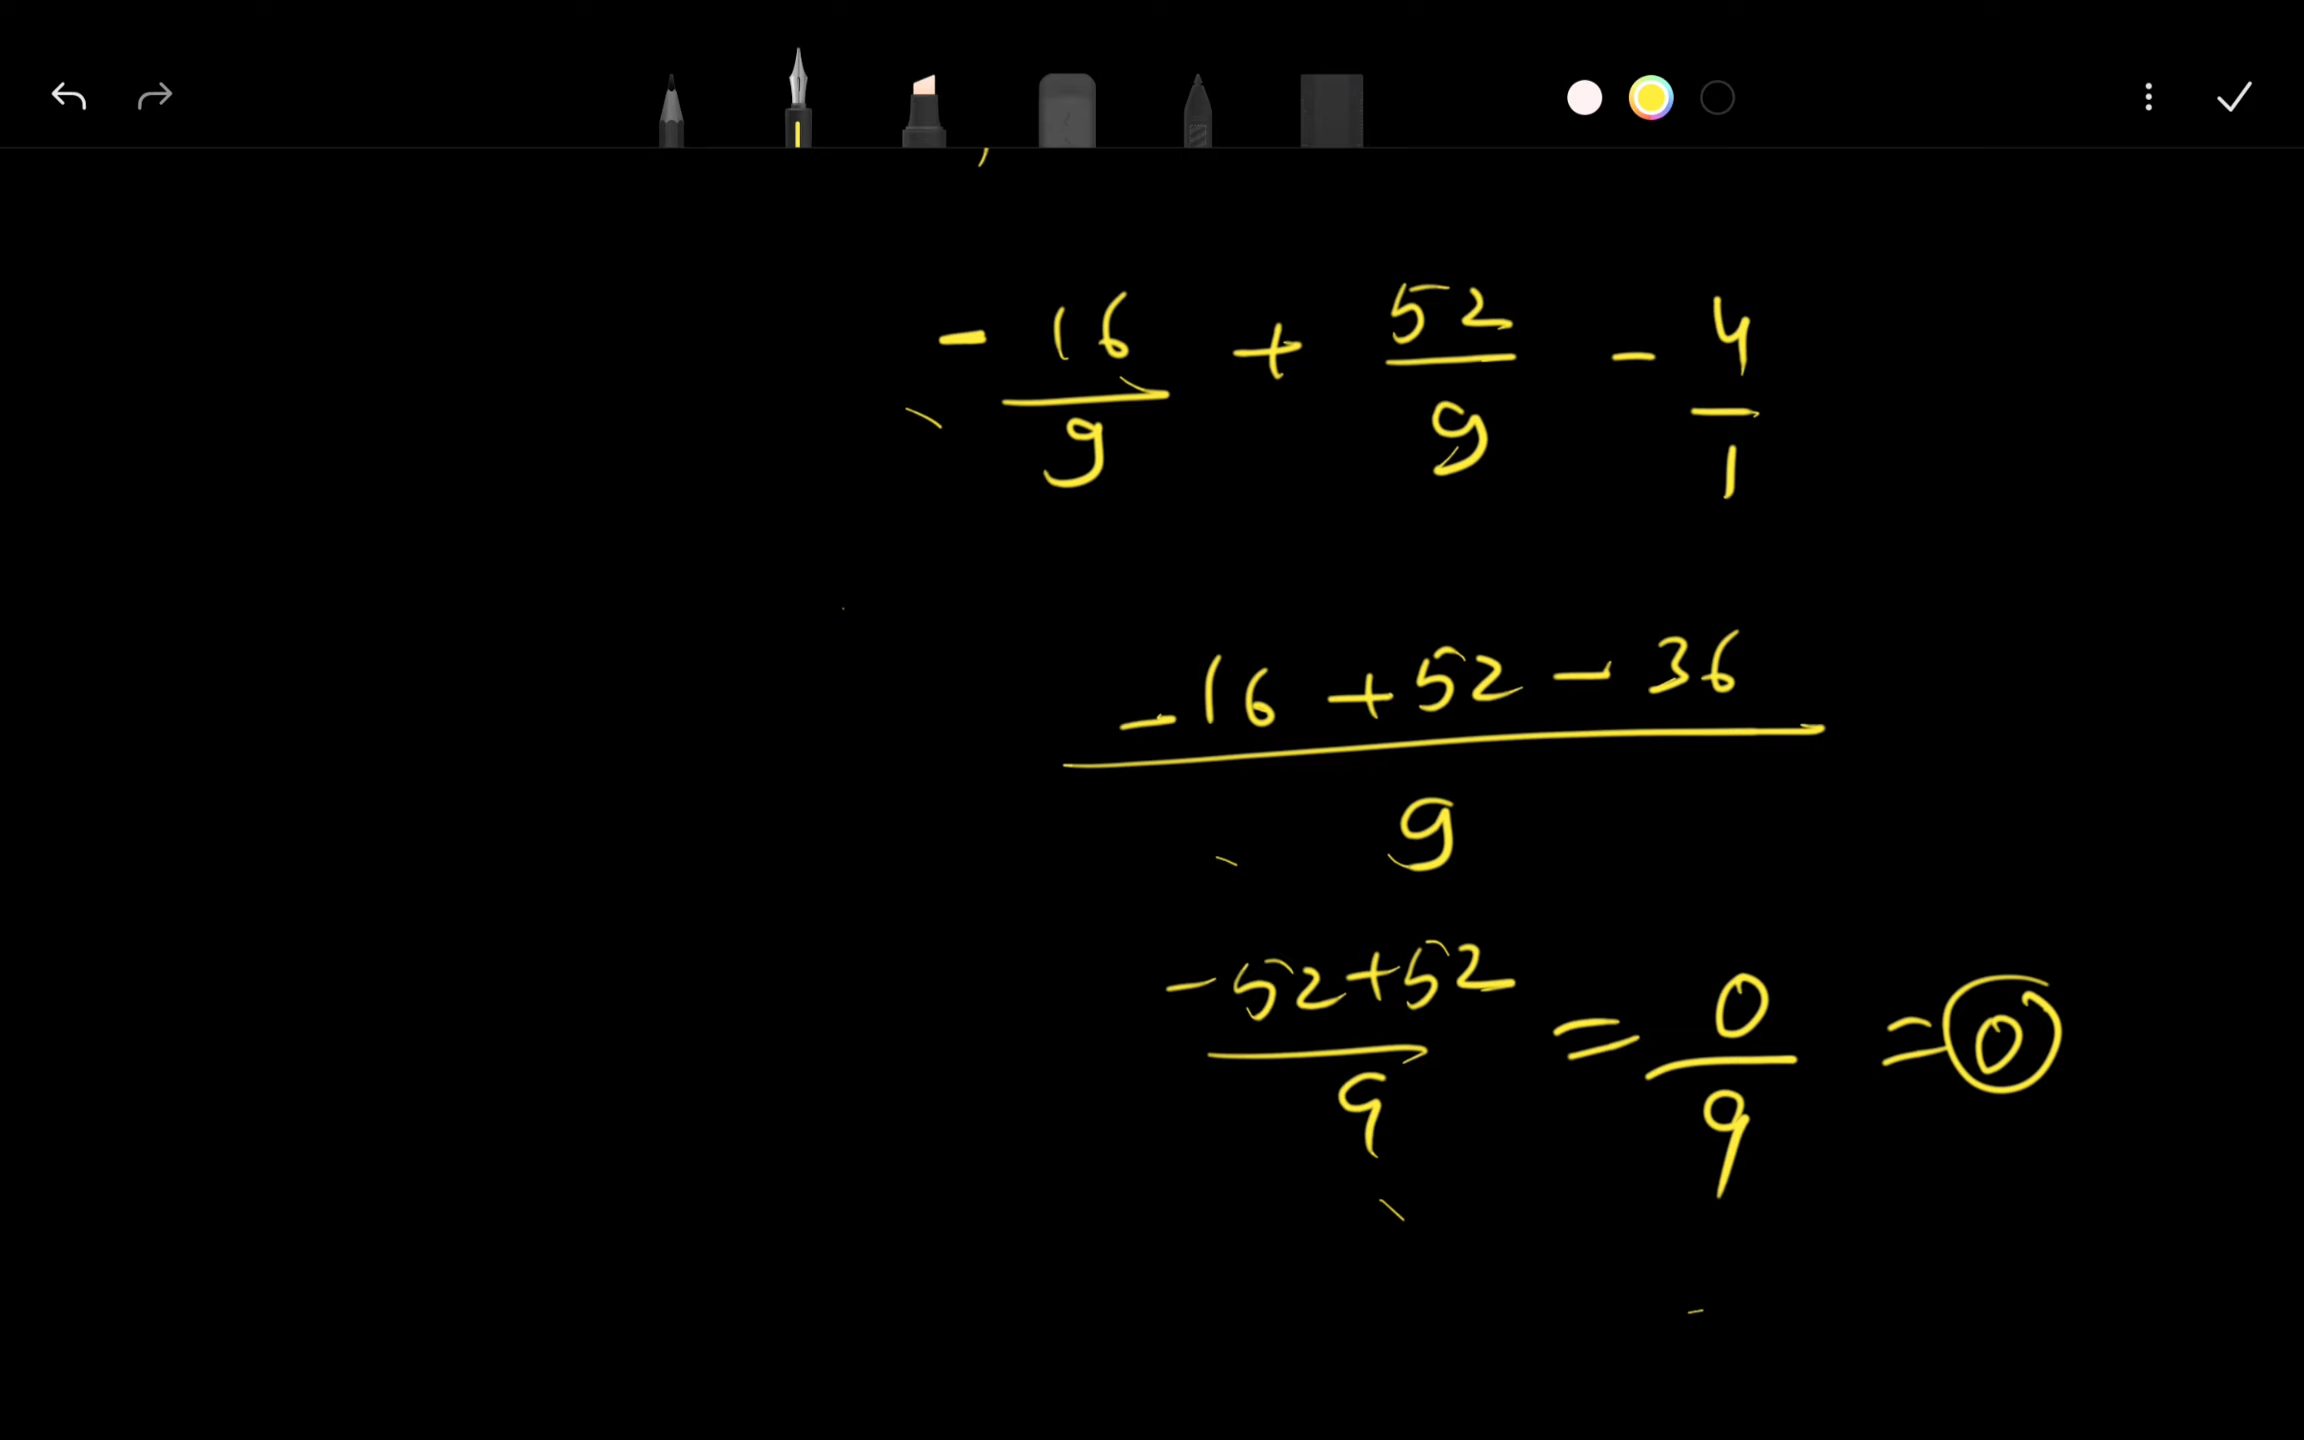 - 16/9 + 52/9 - 4/1
-16 + 52 - 36 / 9
-52+52 / 9 = 0/9 = 0